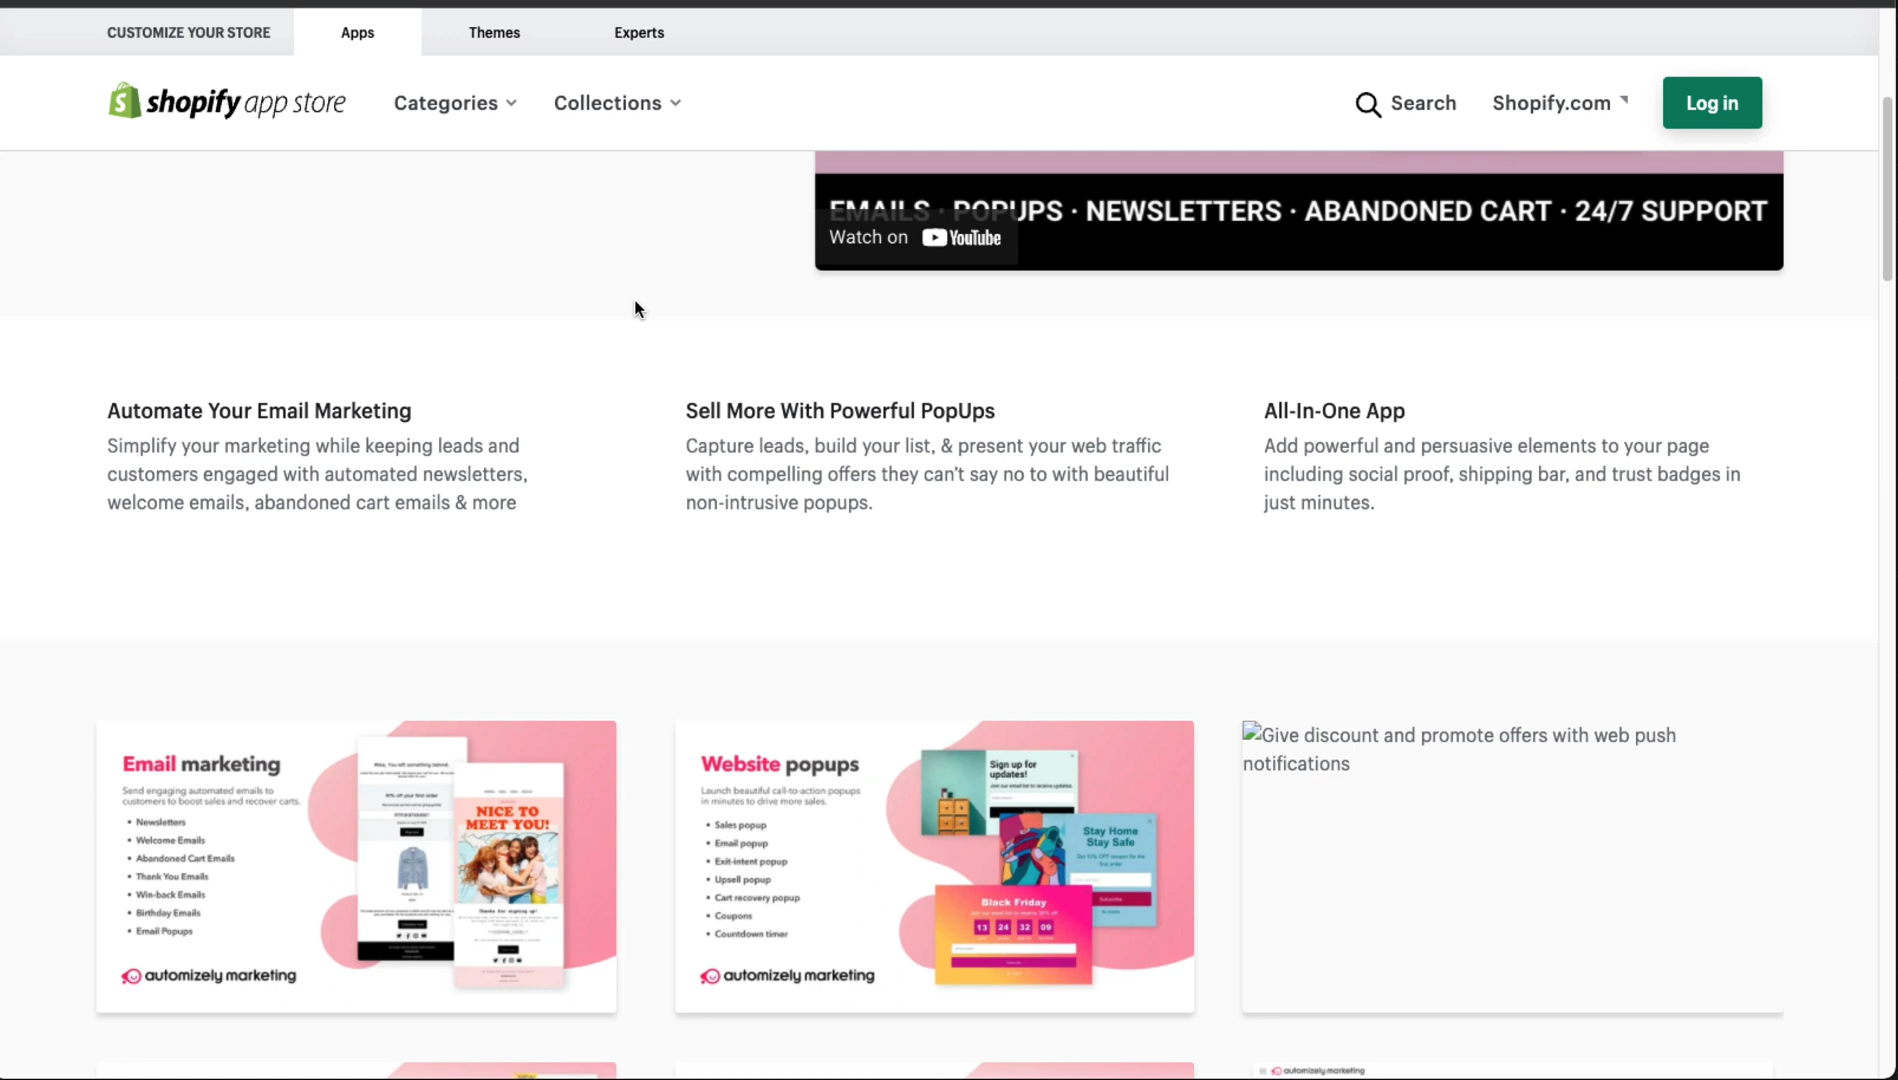 CUSTOMIZE YOUR STORE
Apps
Themes
Experts
shopify app store
Categories
Collections
Search
Shopify.com
Log in
EMAILS · POPUPS · NEWSLETTERS · ABANDONED CART · 24/7 SUPPORT
Watch on YouTube
Automate Your Email Marketing
Simplify your marketing while keeping leads and
customers engaged with automated newsletters,
welcome emails, abandoned cart emails & more
Sell More With Powerful PopUps
Capture leads, build your list, & present your web traffic
with compelling offers they can't say no to with beautiful
non-intrusive popups.
All-In-One App
Add powerful and persuasive elements to your page
including social proof, shipping bar, and trust badges in
just minutes.
Email marketing
Send engaging automated emails to
customers to boost sales and recover carts.
• Newsletters
• Welcome Emails
• Abandoned Cart Emails
• Thank You Emails
• Win-back Emails
• Birthday Emails
• Email Popups
automizely marketing
NICE TO
MEET YOU!
Thanks for signing up!
Website popups
Launch beautiful call-to-action popups
in minutes to drive more sales.
• Sales popup
• Email popup
• Exit-intent popup
• Upsell popup
• Cart recovery popup
• Coupons
• Countdown timer
automizely marketing
Sign up for
updates!
Stay Home
Stay Safe
Black Friday
13 24 32 09
Give discount and promote offers with web push
notifications
automizely marketing